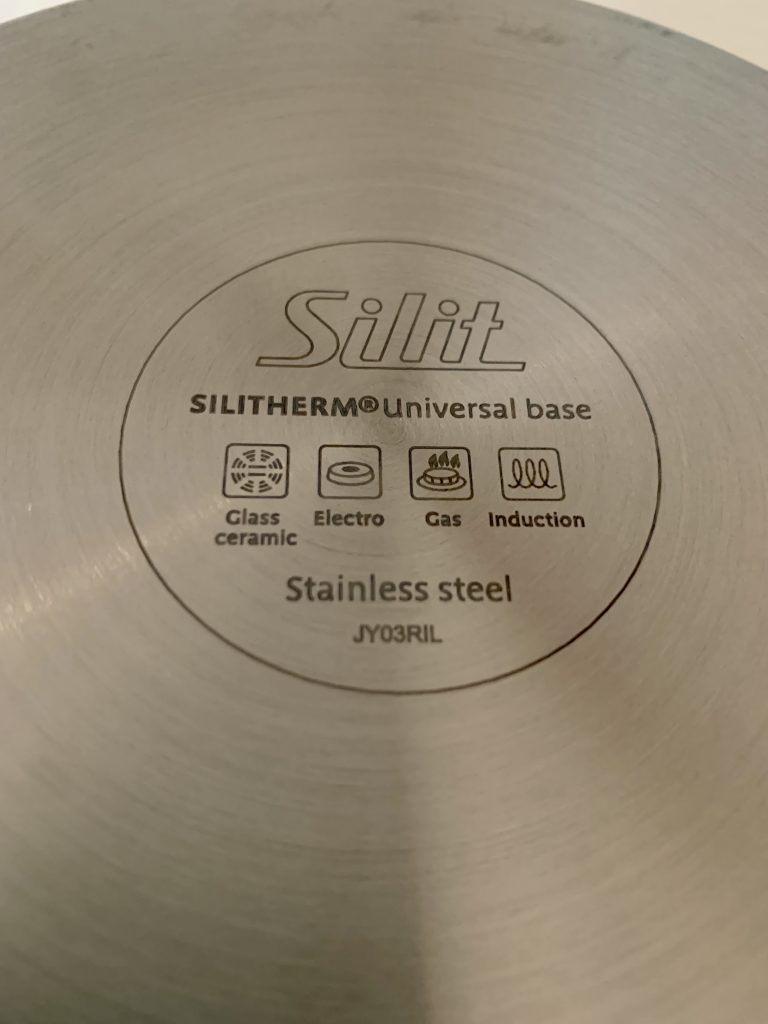 Silit
SILITHERM® Universal base
Glass ceramic
Electro
Gas
Induction
Stainless steel
JY03RIL